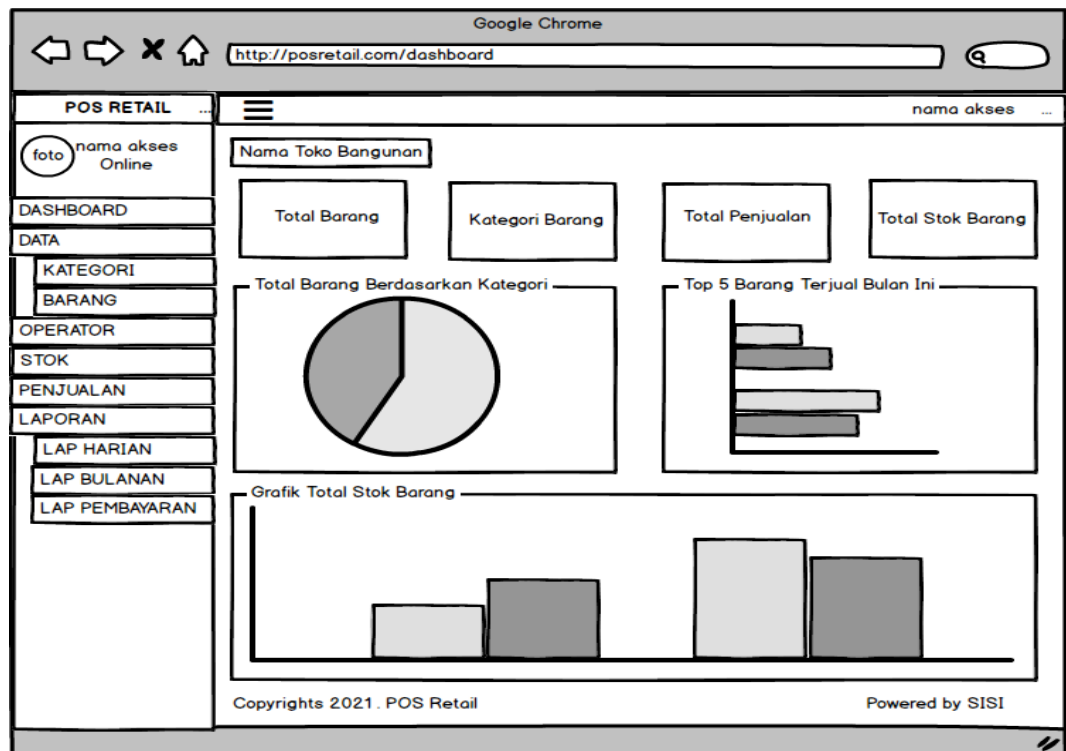 Google Chrome
http://posretail.com/dashboard
POS RETAIL ...
nama akses ...
foto
nama akses
Online
DASHBOARD
DATA
KATEGORI
BARANG
OPERATOR
STOK
PENJUALAN
LAPORAN
LAP HARIAN
LAP BULANAN
LAP PEMBAYARAN
Nama Toko Bangunan
Total Barang
Kategori Barang
Total Penjualan
Total Stok Barang
Total Barang Berdasarkan Kategori
Top 5 Barang Terjual Bulan Ini
Grafik Total Stok Barang
Copyrights 2021 . POS Retail
Powered by SISI